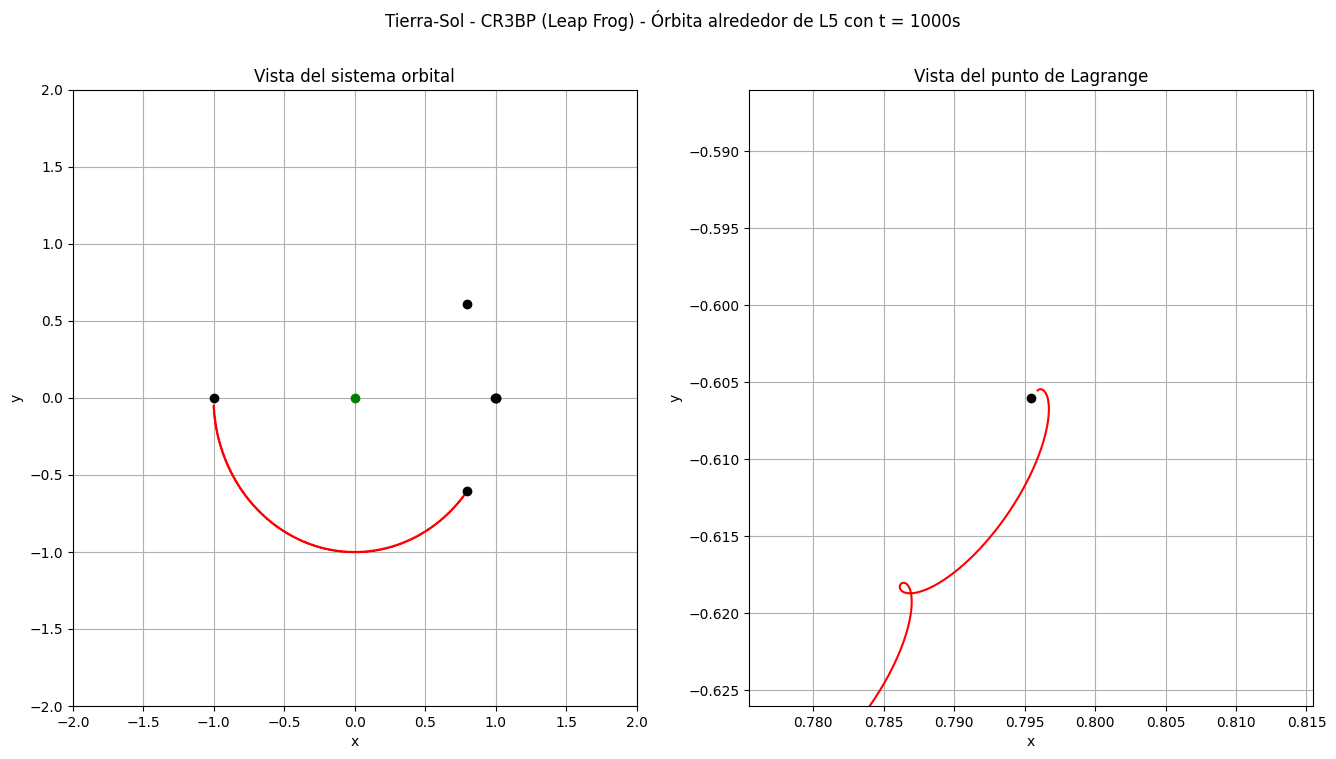 Tierra-Sol - CR3BP (Leap Frog) - Órbita alrededor de L5 con t = 1000s
Vista del sistema orbital
2.0
1.5
1.0
0.5
0.0
−0.5
−1.0
−1.5
−2.0
y
−2.0 −1.5 −1.0 −0.5 0.0 0.5 1.0 1.5 2.0
x
Vista del punto de Lagrange
−0.590
−0.595
−0.600
−0.605
−0.610
−0.615
−0.620
−0.625
y
0.780 0.785 0.790 0.795 0.800 0.805 0.810 0.815
x